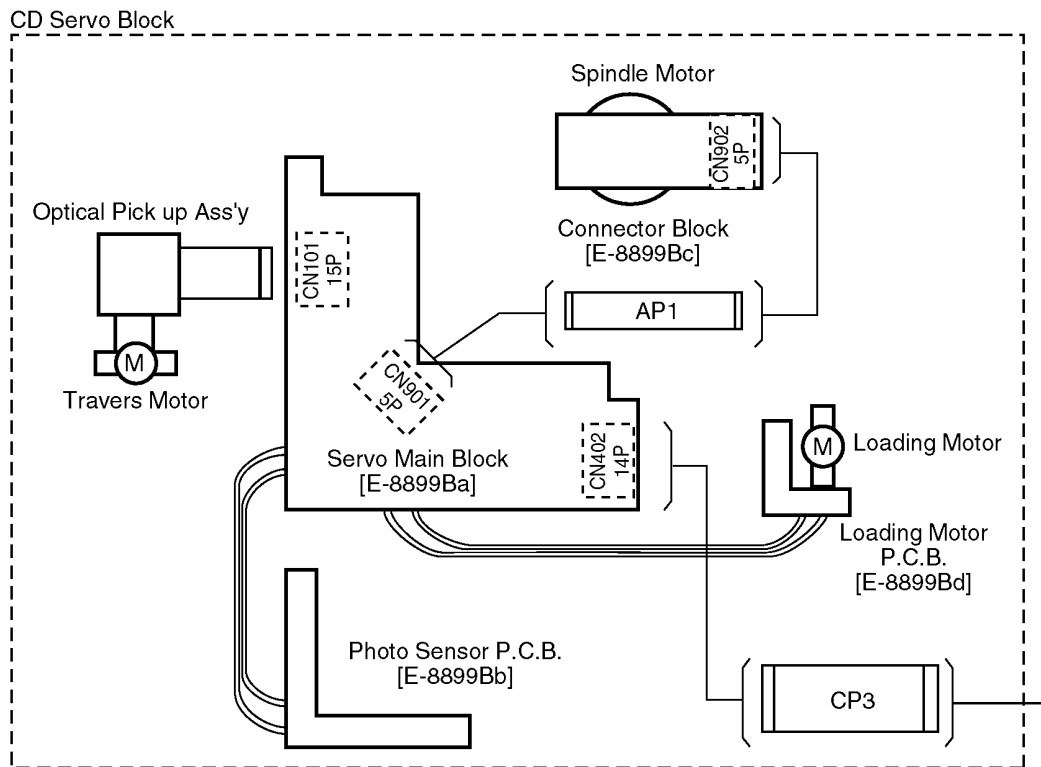 CD Servo Block
Spindle Motor
CN902
5P
Optical Pick up Ass'y
Connector Block
[E-8899Bc]
CN101
15P
AP1
M
Travers Motor
CN901
5P
Servo Main Block
[E-8899Ba]
CN402
14P
M
Loading Motor
Loading Motor
P.C.B.
[E-8899Bd]
Photo Sensor P.C.B.
[E-8899Bb]
CP3